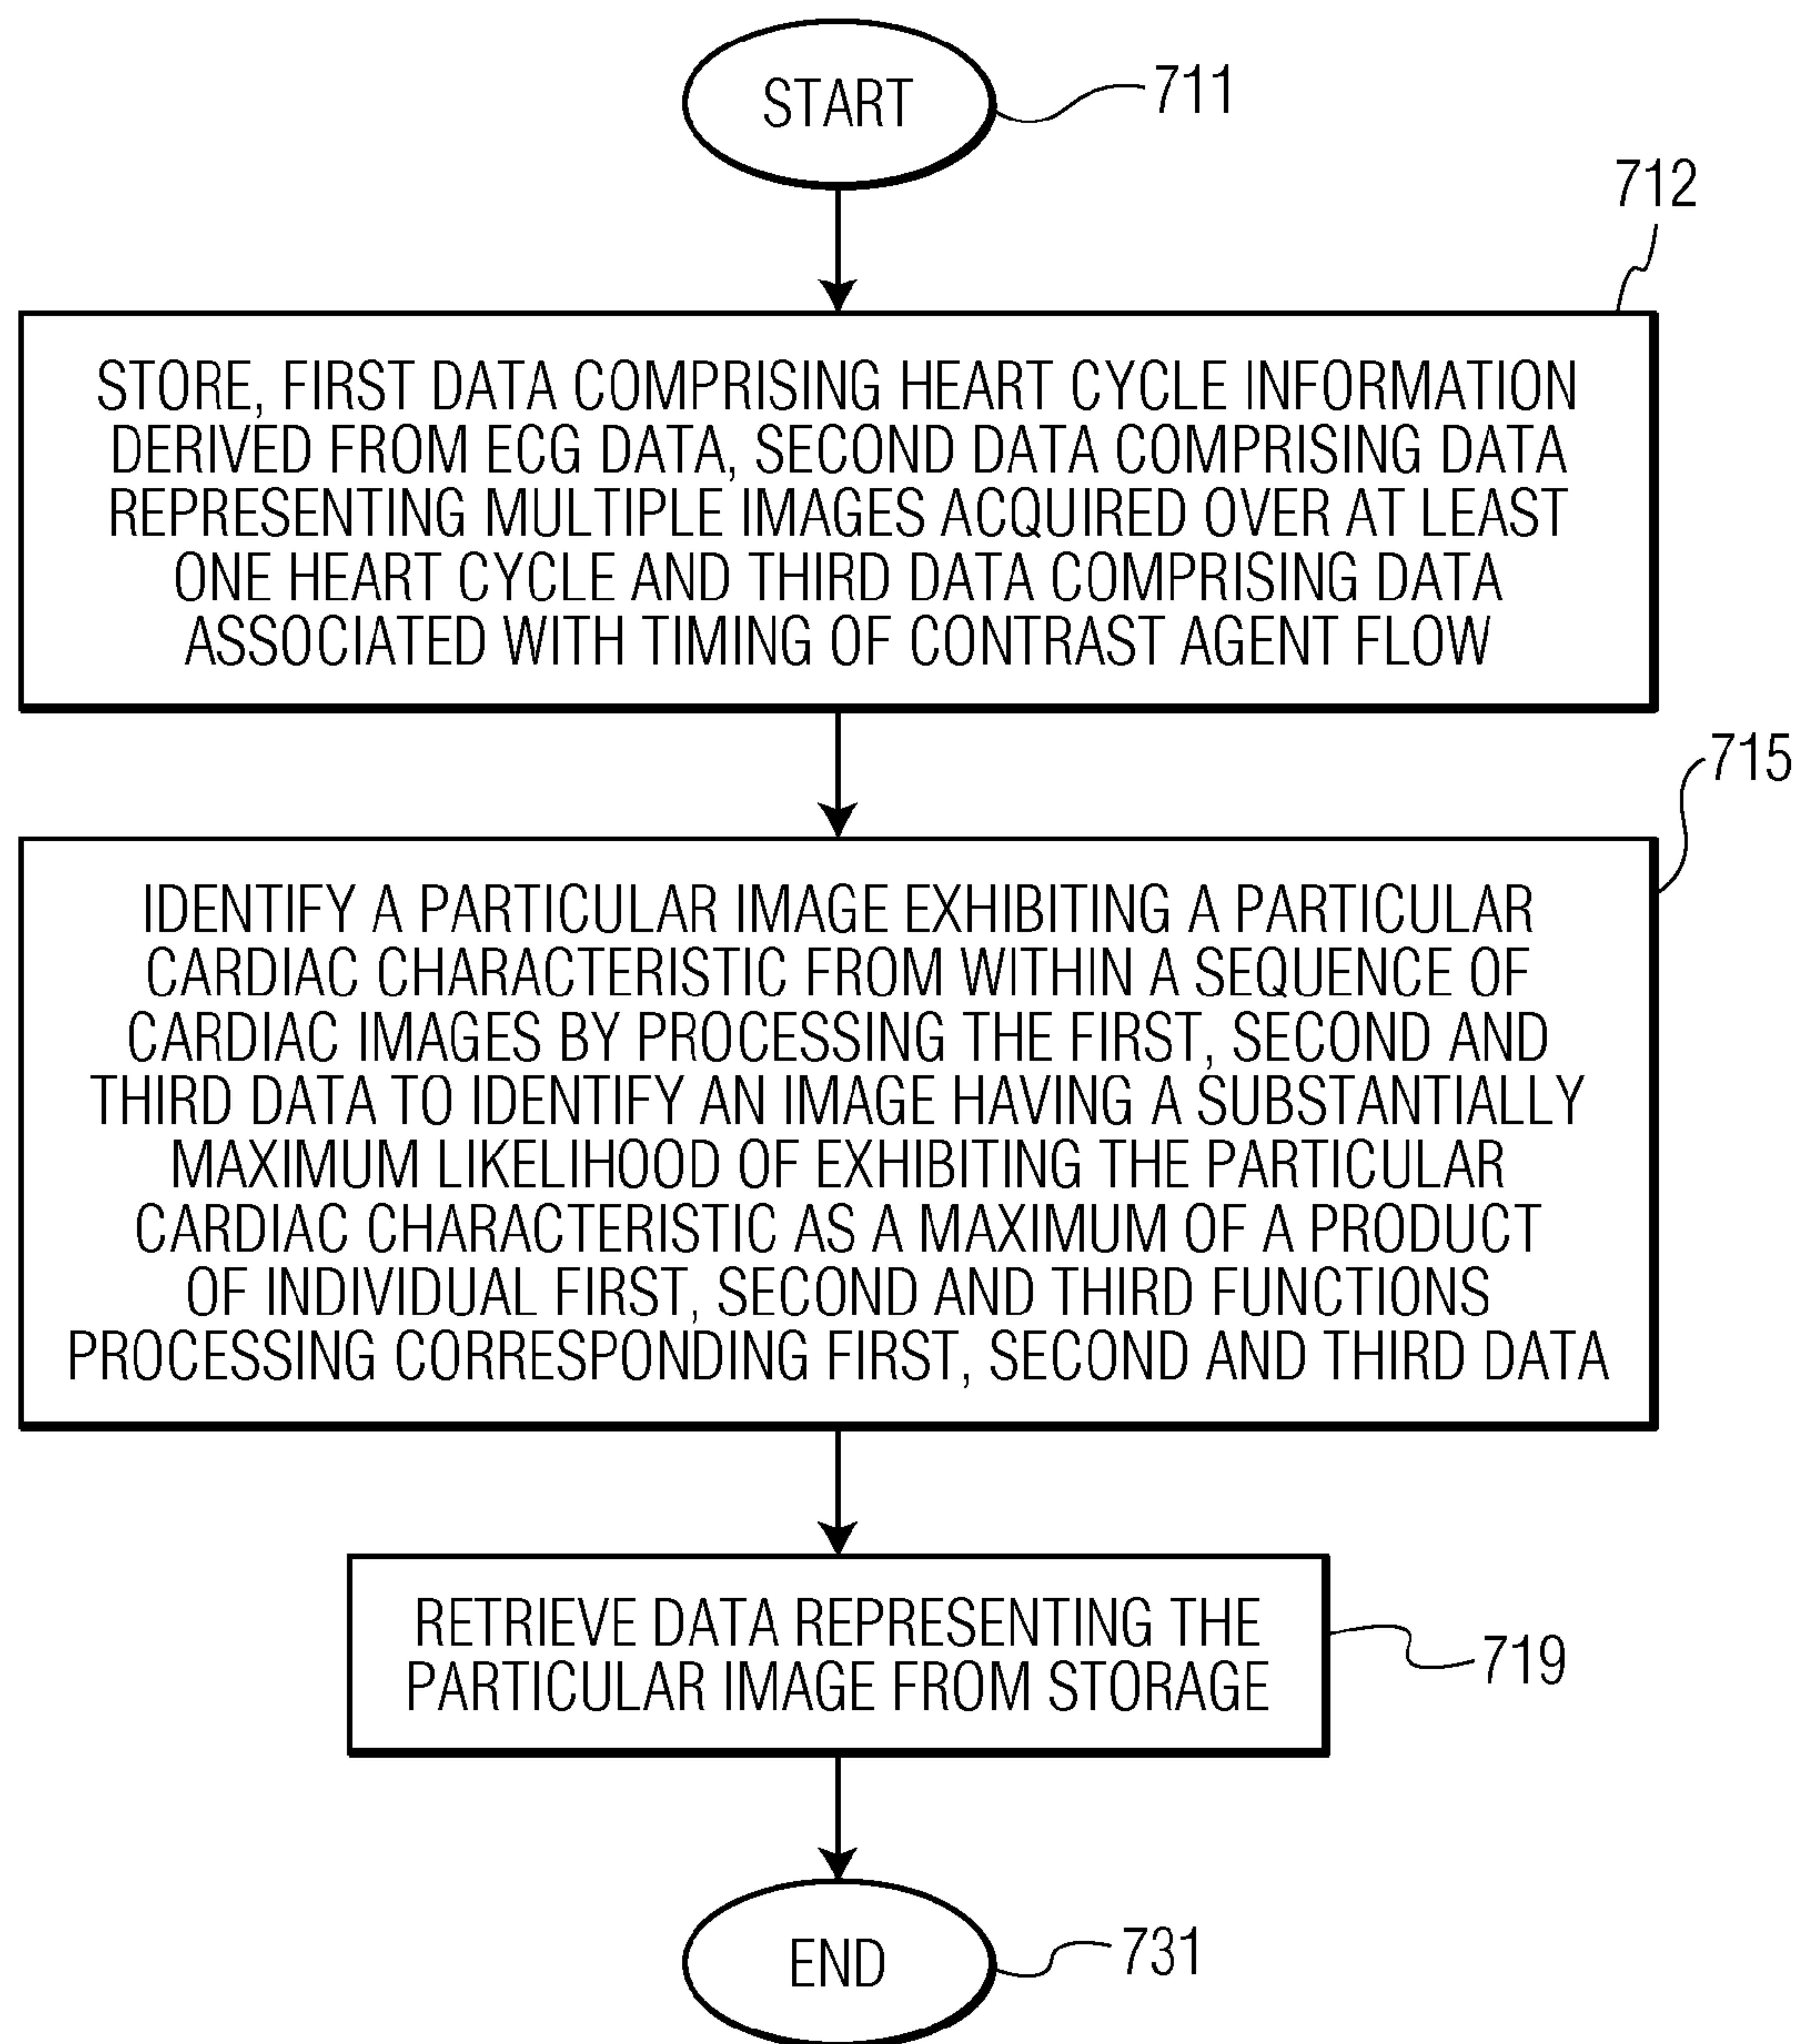 START
711
712
STORE, FIRST DATA COMPRISING HEART CYCLE INFORMATION
DERIVED FROM ECG DATA, SECOND DATA COMPRISING DATA
REPRESENTING MULTIPLE IMAGES ACQUIRED OVER AT LEAST
ONE HEART CYCLE AND THIRD DATA COMPRISING DATA
ASSOCIATED WITH TIMING OF CONTRAST AGENT FLOW
715
IDENTIFY A PARTICULAR IMAGE EXHIBITING A PARTICULAR
CARDIAC CHARACTERISTIC FROM WITHIN A SEQUENCE OF
CARDIAC IMAGES BY PROCESSING THE FIRST, SECOND AND
THIRD DATA TO IDENTIFY AN IMAGE HAVING A SUBSTANTIALLY
MAXIMUM LIKELIHOOD OF EXHIBITING THE PARTICULAR
CARDIAC CHARACTERISTIC AS A MAXIMUM OF A PRODUCT
OF INDIVIDUAL FIRST, SECOND AND THIRD FUNCTIONS
PROCESSING CORRESPONDING FIRST, SECOND AND THIRD DATA
RETRIEVE DATA REPRESENTING THE
PARTICULAR IMAGE FROM STORAGE
719
END
731